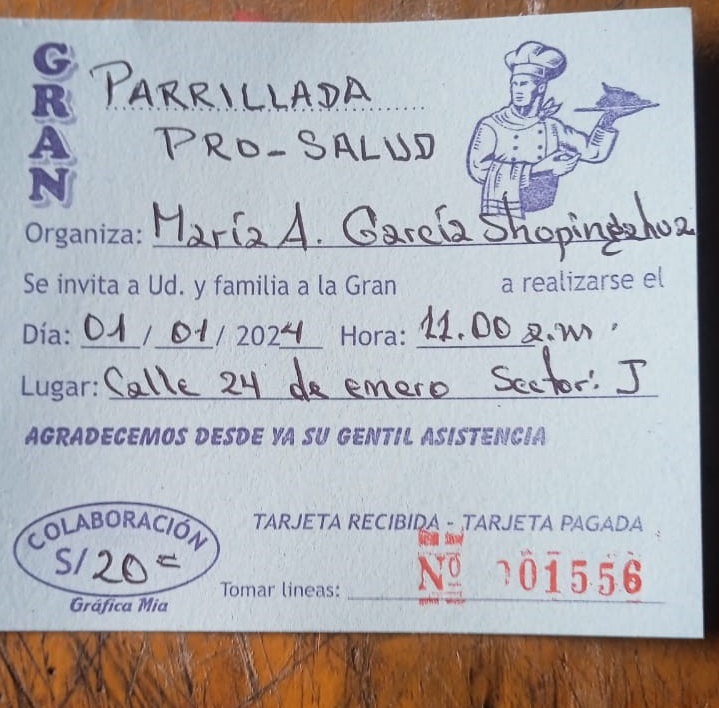 GRAN
PARRILLADA
PRO-SALUD
Organiza: María A. García Shopingahua
Se invita a Ud. y familia a la Gran a realizarse el
Día: 01 / 01 / 2024 Hora: 11.00 a.m.
Lugar: Calle 24 de enero Sector: J
AGRADECEMOS DESDE YA SU GENTIL ASISTENCIA
COLABORACIÓN
S/ 20=
TARJETA RECIBIDA - TARJETA PAGADA
Nº 001556
Tomar lineas:
Gráfica Mia